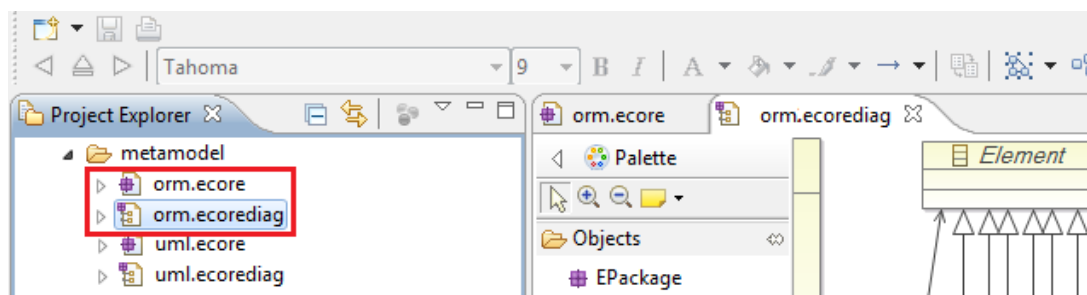 Tahoma 9 B I A
Project Explorer orm.ecore orm.ecorediag
metamodel Palette Element
orm.ecore
orm.ecorediag
uml.ecore Objects
uml.ecorediag EPackage